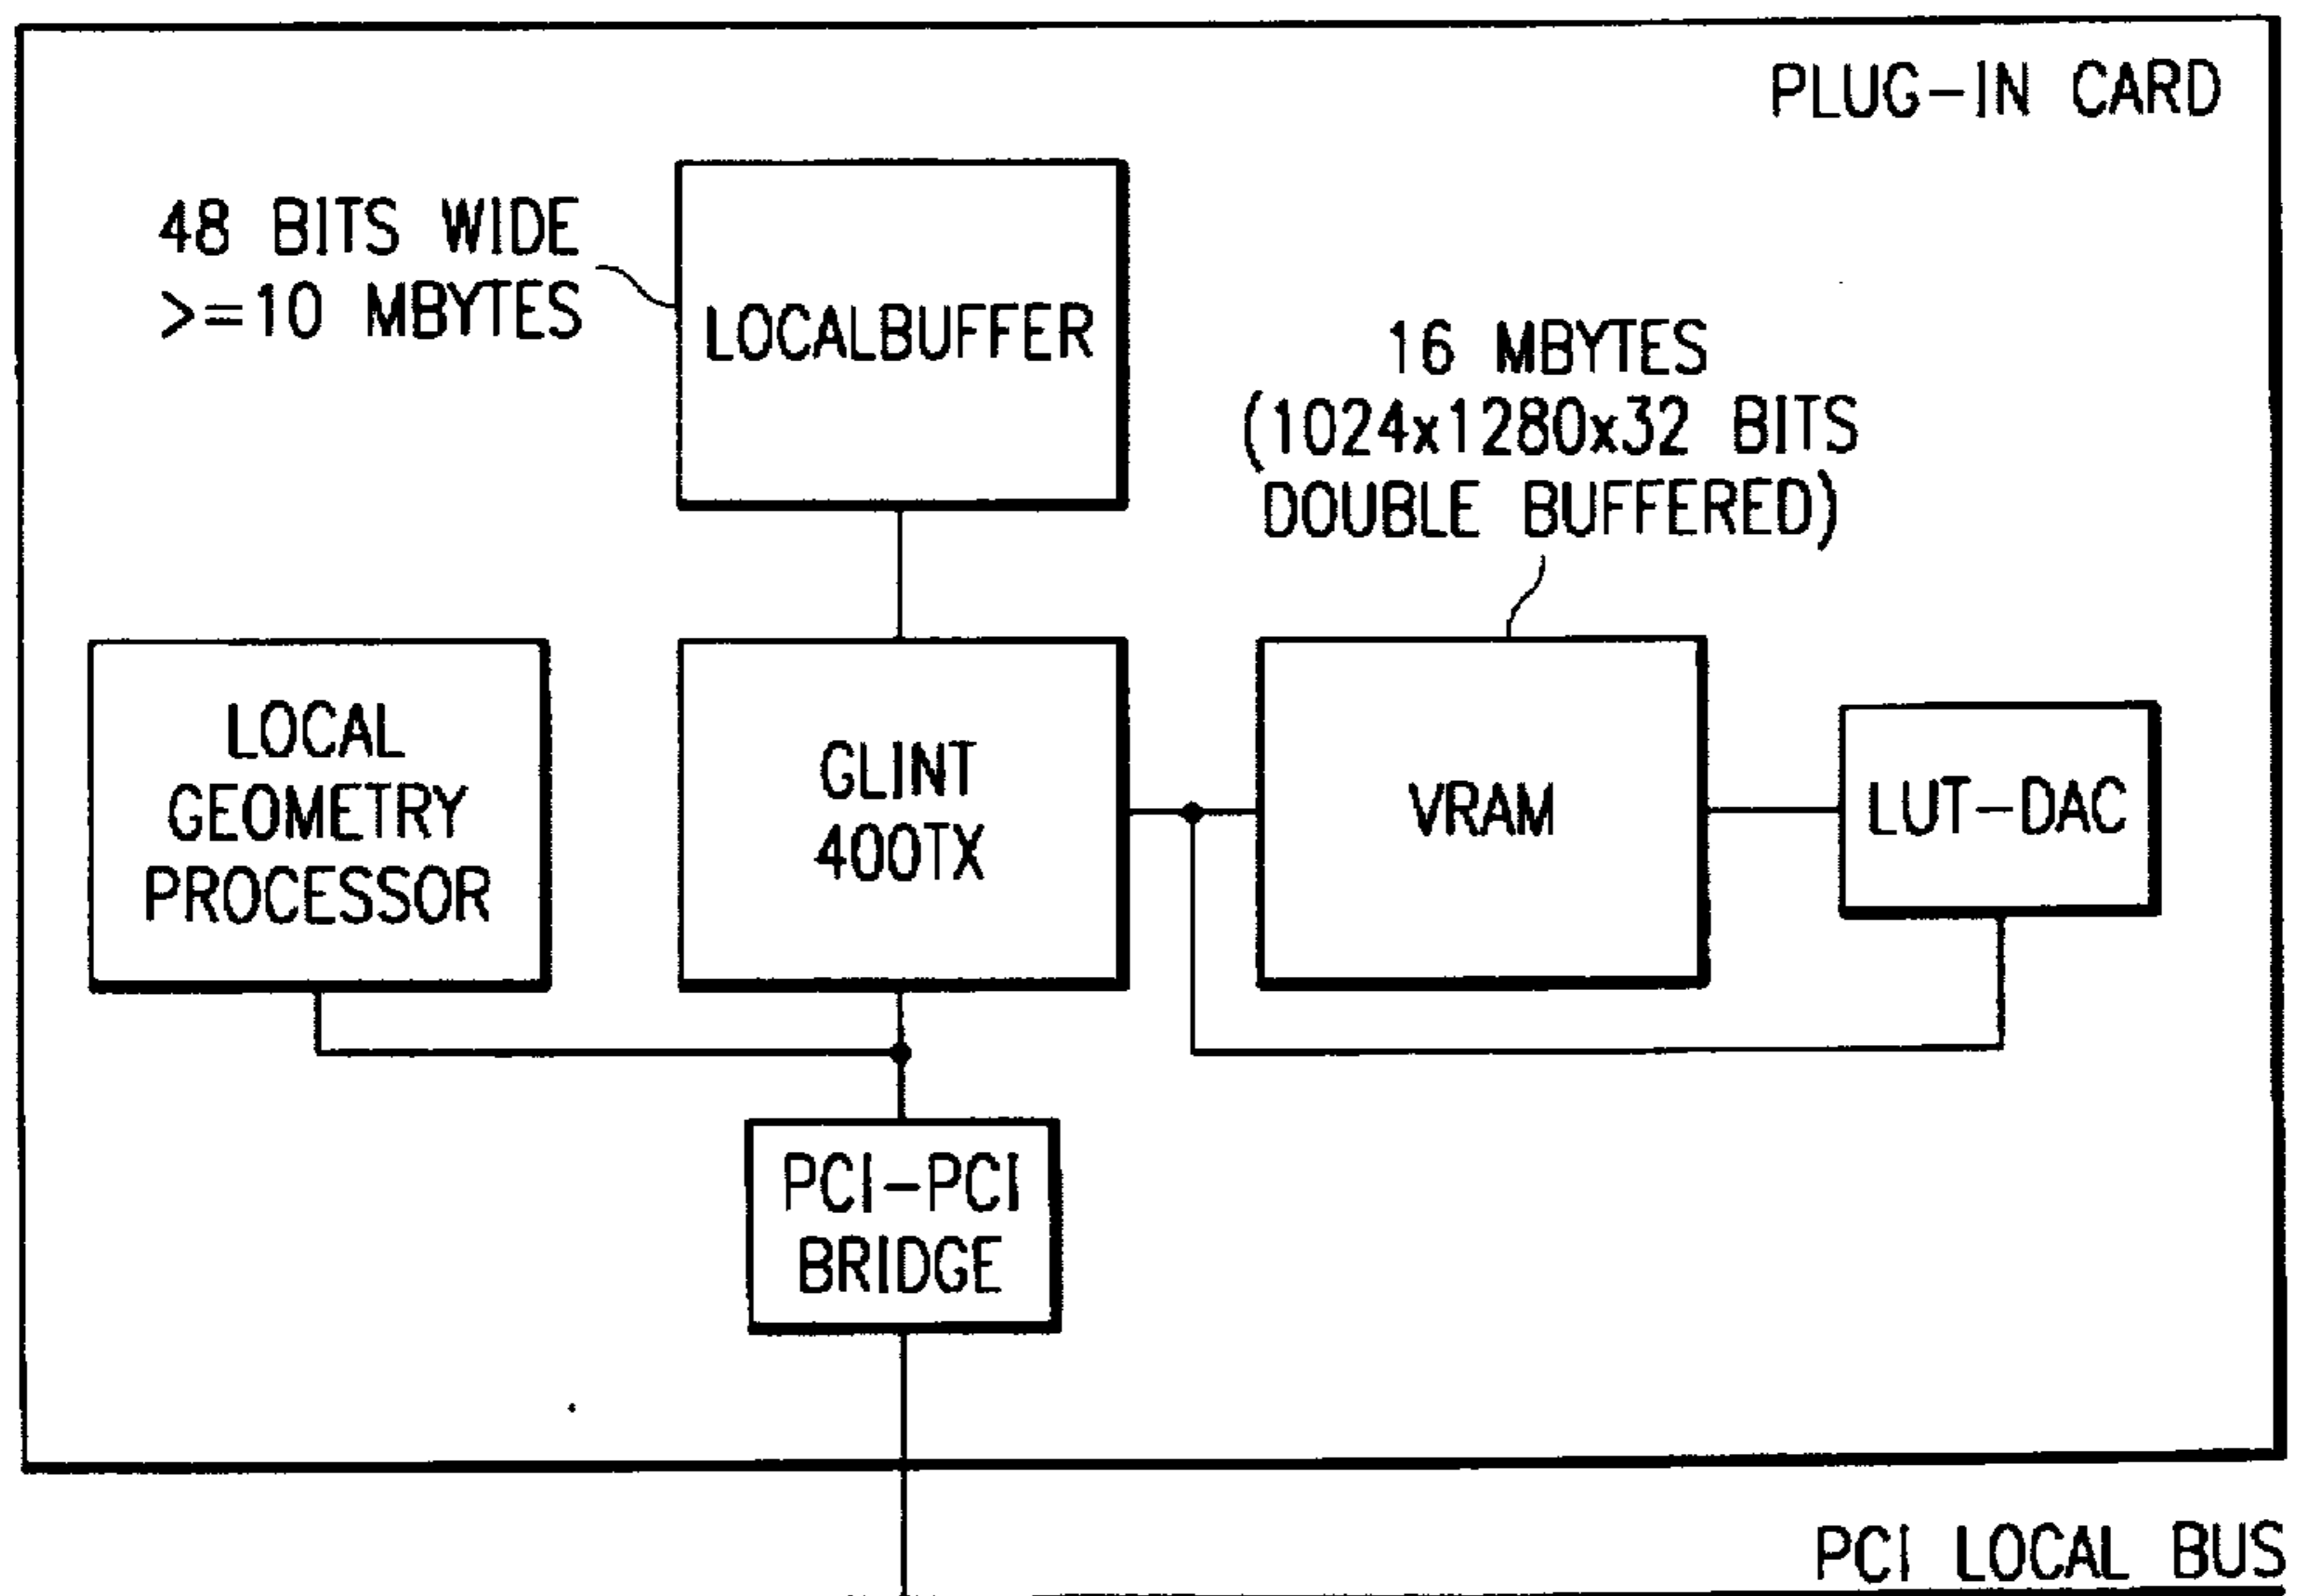 PLUG-IN CARD
48 BITS WIDE
>=10 MBYTES
LOCALBUFFER
16 MBYTES
(1024x1280x32 BITS
DOUBLE BUFFERED)
LOCAL
GEOMETRY
PROCESSOR
GLINT
400TX
VRAM
LUT-DAC
PCI-PCI
BRIDGE
PCI LOCAL BUS